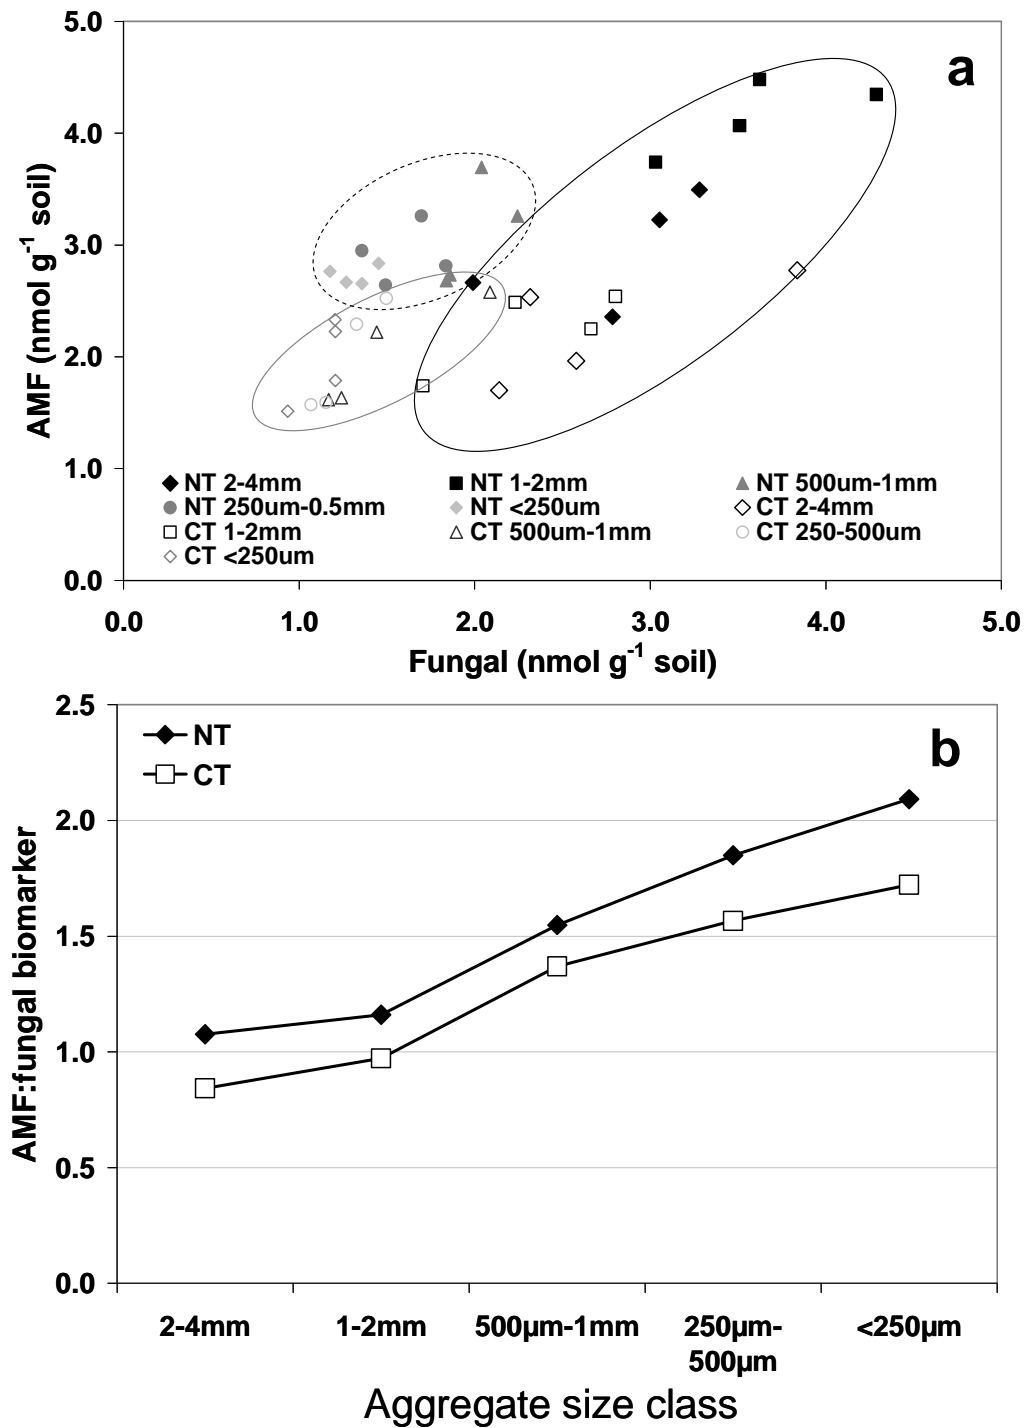 5.0
a
4.0
3.0
2.0
1.0
0.0
AMF (nmol g-1 soil)
NT 2-4mm NT 1-2mm NT 500um-1mm
NT 250um-0.5mm NT <250um CT 2-4mm
CT 1-2mm CT 500um-1mm CT 250-500um
CT <250um
0.0 1.0 2.0 3.0 4.0 5.0
Fungal (nmol g-1 soil)
2.5
NT
CT
b
2.0
1.5
1.0
0.5
0.0
AMF:fungal biomarker
2-4mm 1-2mm 500µm-1mm 250µm- <250µm
500µm
Aggregate size class